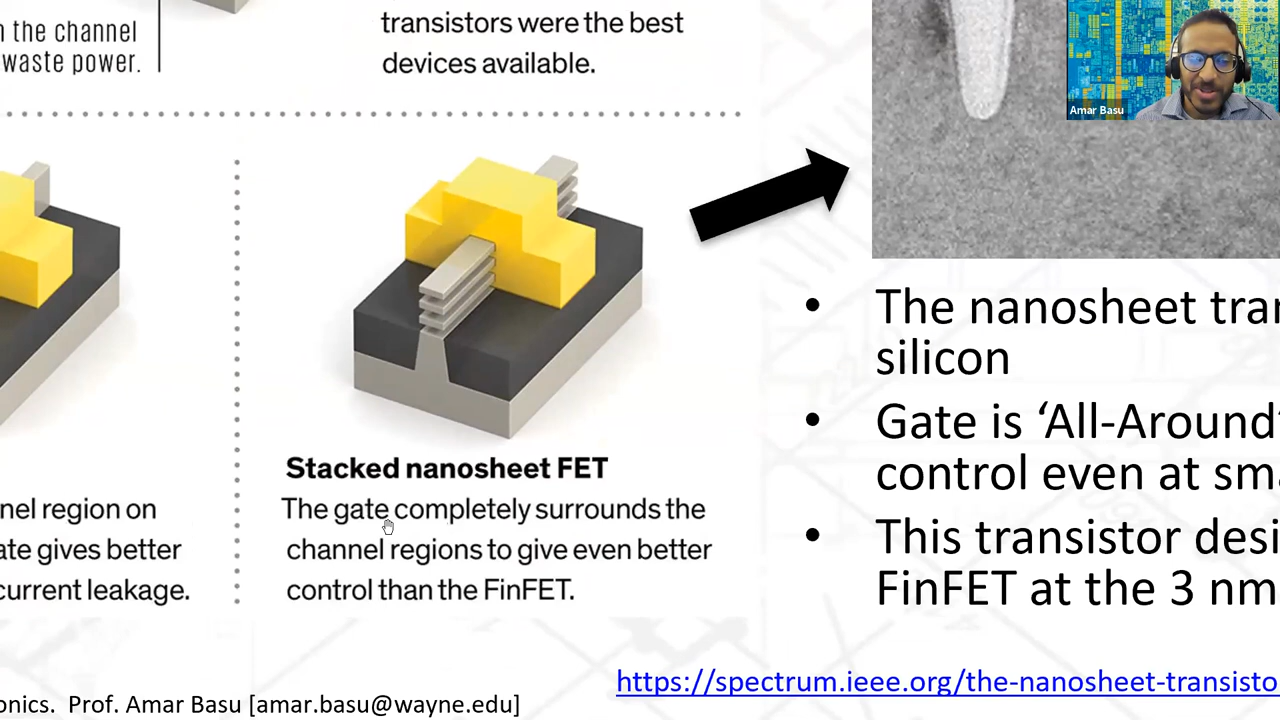 n the channel
waste power.
transistors were the best
devices available.
Amar Basu
nel region on
ate gives better
current leakage.
Stacked nanosheet FET
The gate completely surrounds the
channel regions to give even better
control than the FinFET.
• The nanosheet tran
silicon
• Gate is ‘All-Around’
control even at sma
• This transistor desi
FinFET at the 3 nm
https://spectrum.ieee.org/the-nanosheet-transisto
onics. Prof. Amar Basu [amar.basu@wayne.edu]